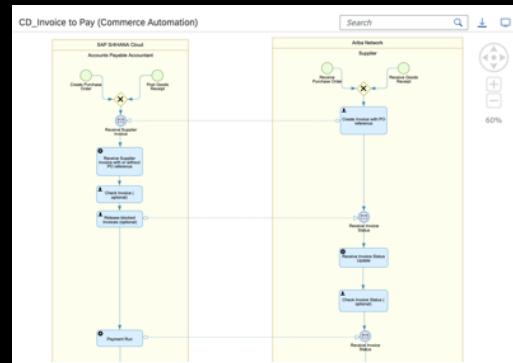 CD_Invoice to Pay (Commerce Automation)
Search
60%
SAP S/4HANA Cloud
Accounts Payable Accountant
Create Purchase
Order
Post Goods
Receipt
Receive Supplier
Invoice
Receive Supplier
Invoice with or without
PO reference
Check Invoice (
optional)
Release blocked
Invoices (optional)
Payment Run
Ariba Network
Supplier
Receive
Purchase Order
Receive Goods
Receipt
Create Invoice with PO
reference
Receive Invoice
Status
Receive Invoice Status
Update
Check Invoice Status (
optional)
Receive Invoice
Status